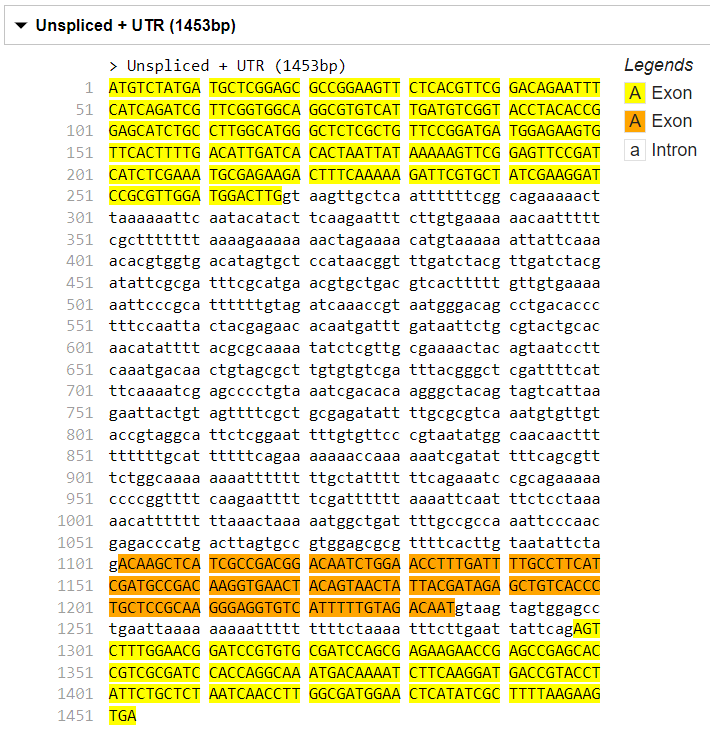 Unspliced + UTR (1453bp)
> Unspliced + UTR (1453bp)
Legends
A Exon
A Exon
a Intron
1 ATGTCTATGA TGCTCGGAGC GCCGGAAGTT CTCACGTTCG GACAGAATTT
51 CATCAGATCG TTCGGTGGCA GGCGTGTCAT TGATGTCGGT ACCTACACCG
101 GAGCATCTGC CTTGGCATGG GCTCTCGCTG TTCCGGATGA TGGAGAAGTG
151 TTCACTTTTG ACATTGATCA CACTAATTAT AAAAAGTTCG GAGTTCCGAT
201 CATCTCGAAA TGCGAGAAGA CTTTCAAAAA GATTCGTGCT ATCGAAGGAT
251 CCGCGTTGGA TGGACTTGgt aagttgctca attttttcgg cagaaaaact
301 taaaaaattc aatacatact tcaagaattt cttgtgaaaa aacaattttt
351 cgcttttttt aaaagaaaaa aactagaaaa catgtaaaaa aattattcaa
401 acacgtggtg acatagtgct ccataacggt ttgatctacg ttgatctacg
451 atattcgcga tttcgcatga acgtgctgac gtcacttttt gttgtgaaaa
501 aattcccgca ttttttgtag atcaaaccgt aatgggacag cctgacaccc
551 tttccaatta ctacgagaac acaatgattt gataattctg cgtactgcac
601 aacatatttt acgcgcaaaa tatctcgttg cgaaaactac agtaatcctt
651 caaatgacaa ctgtagcgct ttgtgtgtcga tttacgggct cgattttcat
701 ttcaaaatcg agcccctgta aatcgacaca agggctacag tagtcattaa
751 gaattactgt agttttcgct gcgagatatt ttgcgcgtca aatgtgttgt
801 accgtaggcat tctcggaat tttgtgttcc cgtaatatgg caacaacttt
851 ttttttgcat tttttcagaa aaaaaccaaa aaatcgatat tttcagcgtt
901 tctggcaaaa aaaatttttt ttgctatttt ttcagaaatc cgcagaaaaa
951 ccccggtttt caagaatttt ttcgattttt aaaaattcaa ttctcctaaa
1001 aacatttttt ttaaactaaa aatggctgat tttgccgcca aattcccaac
1051 gagacccatg acttagtgcc gtggagcgcg ttttcacttg taatattcta
1101 gACAAGCTCA TCGCCGACGG ACAATCTGGA ACCTTTGATT TTGCCTTCAT
1151 CGATGCCGAC AAGGTGAACT ACAGTAACTA TTACGATAGA GCTGTCACCC
1201 TGCTCCGCAA GGGAGGTGTC ATTTTTGTAG ACAATgtaag tagtggagcc
1251 tgaattaaaa aaaaattttt ttttctaaaa tttcttgaat tattcagAGT
1301 CTTTGGAACG GATCCGTGTG CGATCCAGCG AGAAGAACCG AGCCGAGCAC
1351 CGTCGCGATC CACCAGGCAA ATGACAAAAT CTTCAAGGAT GACCGTACCT
1401 ATTCTGCTCT AATCAACCTT GGCGATGGAA CTCATATCGC TTTTAAGAAG
1451 TGA